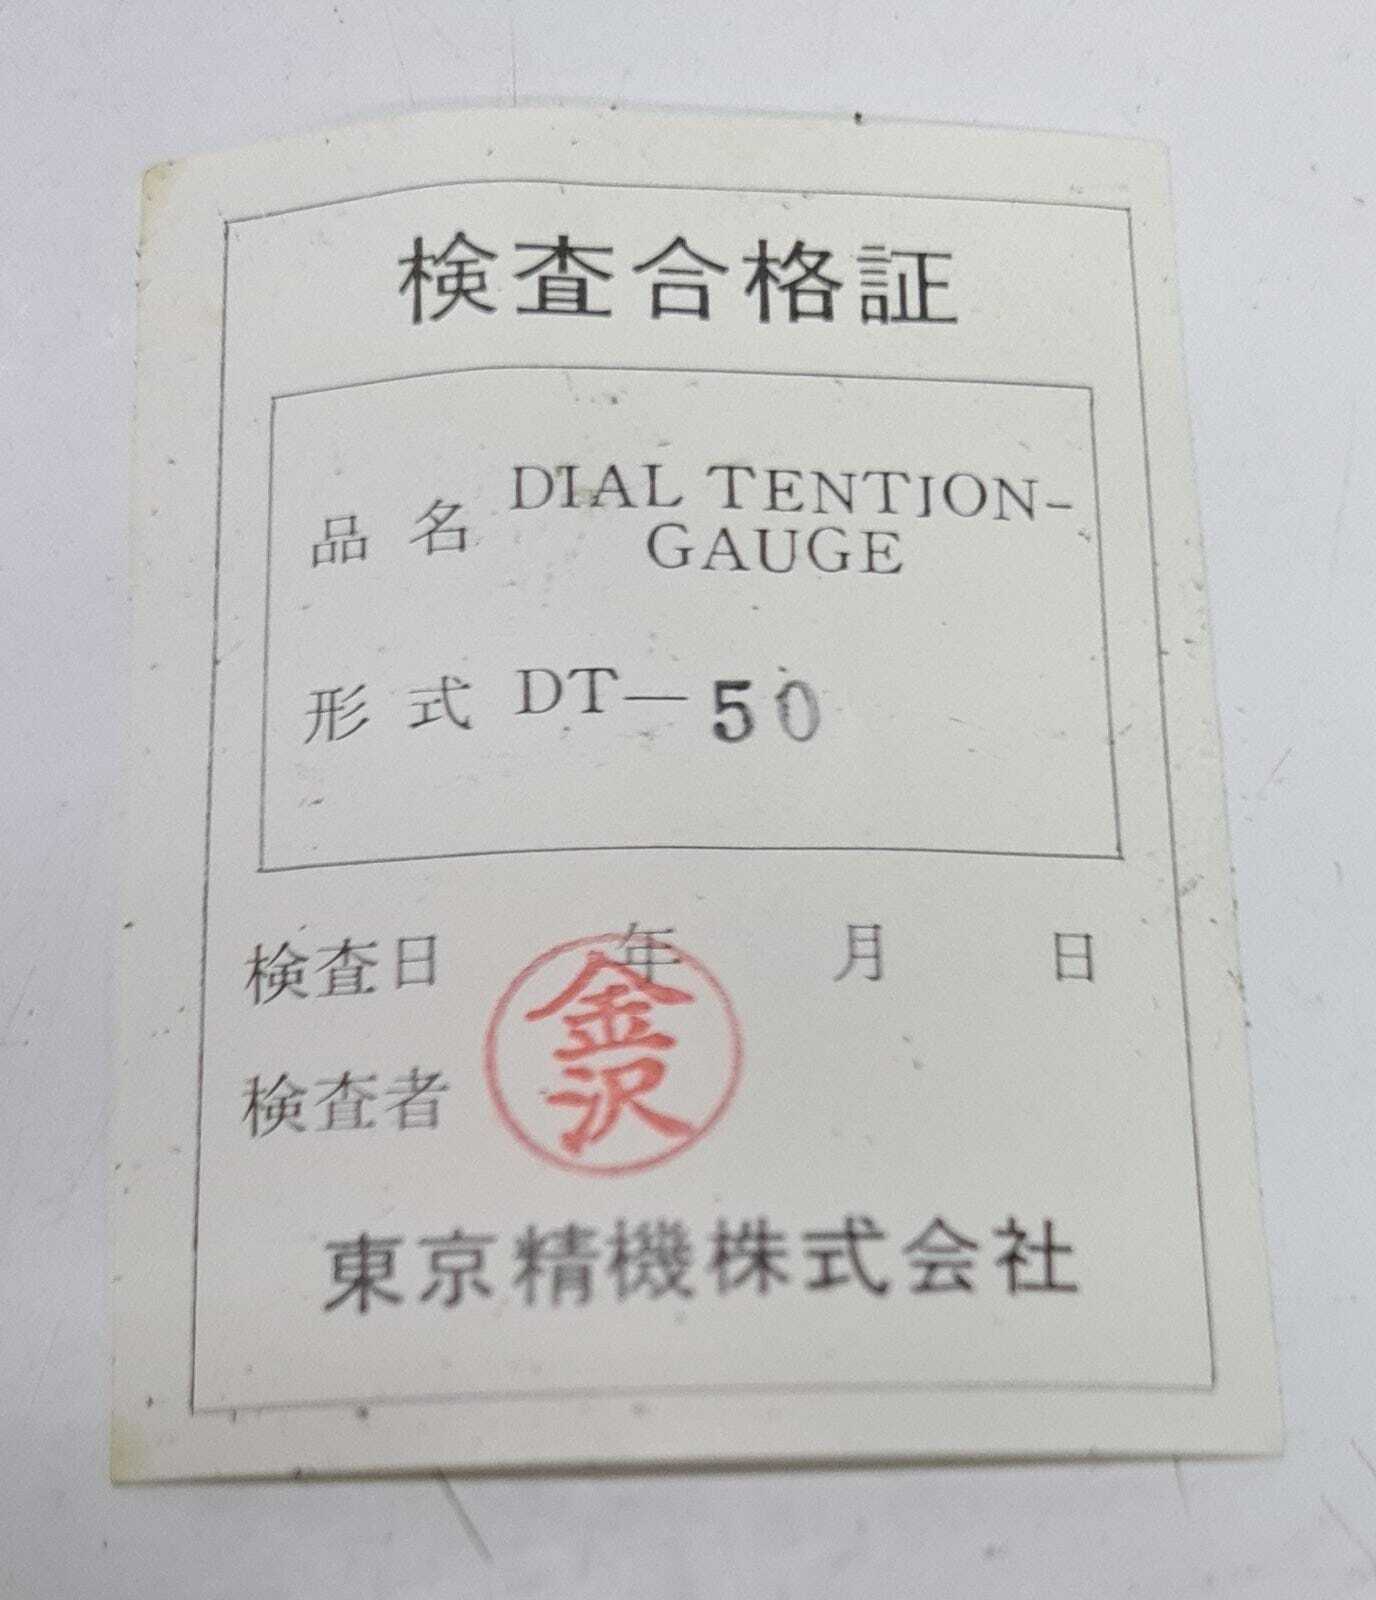 検査合格証
品名 DIAL TENTION-
GAUGE
形式 DT-50
検査日 年 月 日
検査者 金沢
東京精機株式会社